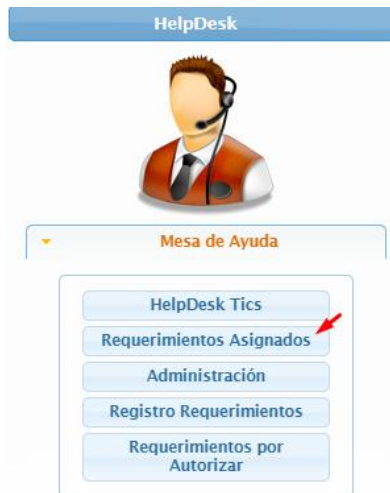 HelpDesk
Mesa de Ayuda
HelpDesk Tics
Requerimientos Asignados
Administración
Registro Requerimientos
Requerimientos por
Autorizar